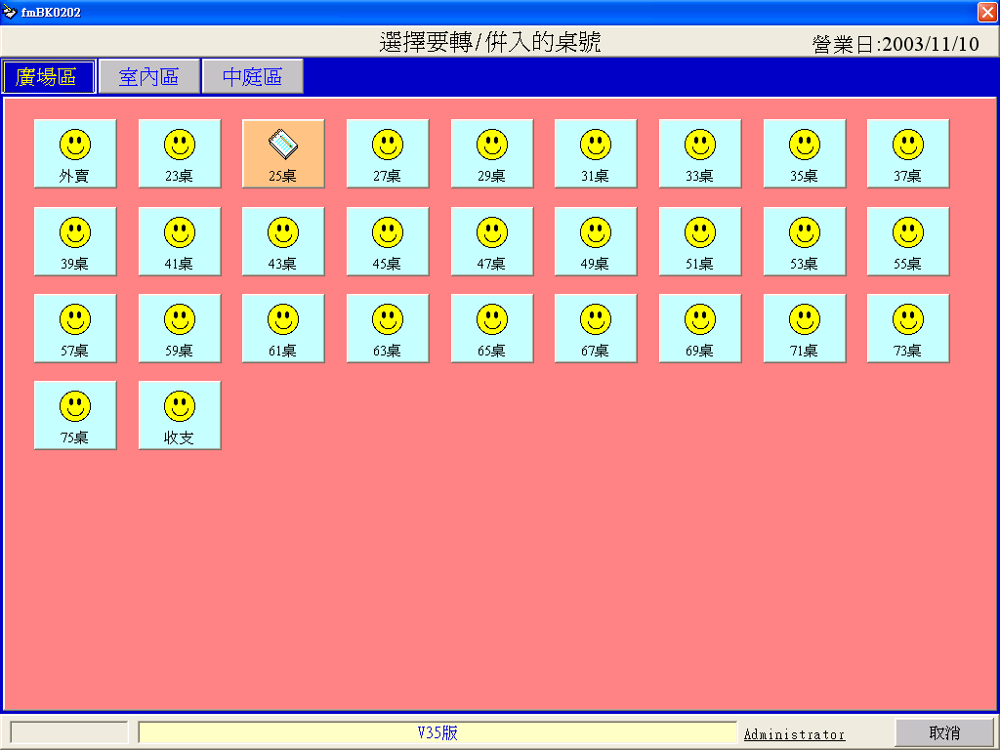 fmBK0202
選擇要轉/併入的桌號
營業日:2003/11/10
廣場區 室內區 中庭區
外賣 23桌 25桌 27桌 29桌 31桌 33桌 35桌 37桌
39桌 41桌 43桌 45桌 47桌 49桌 51桌 53桌 55桌
57桌 59桌 61桌 63桌 65桌 67桌 69桌 71桌 73桌
75桌 收支
V35版 Administrator 取消